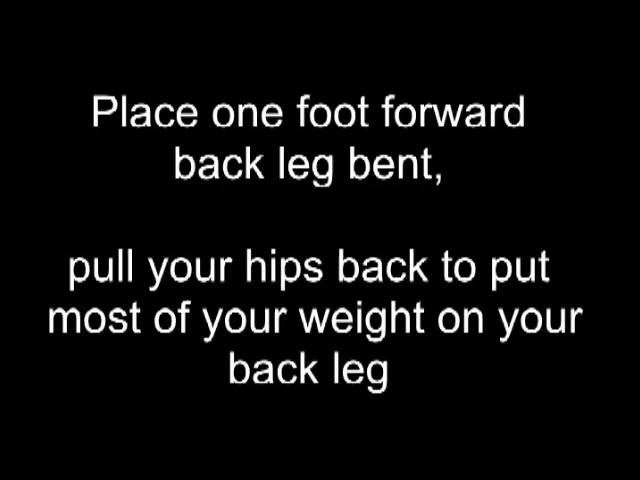 Place one foot forward
back leg bent,
pull your hips back to put
most of your weight on your
back leg